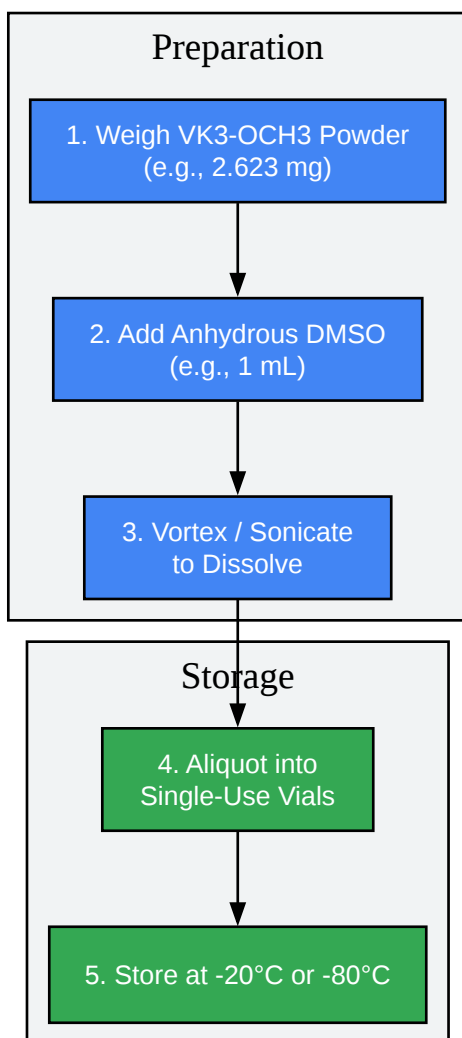 Preparation
1. Weigh VK3-OCH3 Powder
(e.g., 2.623 mg)
2. Add Anhydrous DMSO
(e.g., 1 mL)
3. Vortex / Sonicate
to Dissolve
Storage
4. Aliquot into
Single-Use Vials
5. Store at -20°C or -80°C